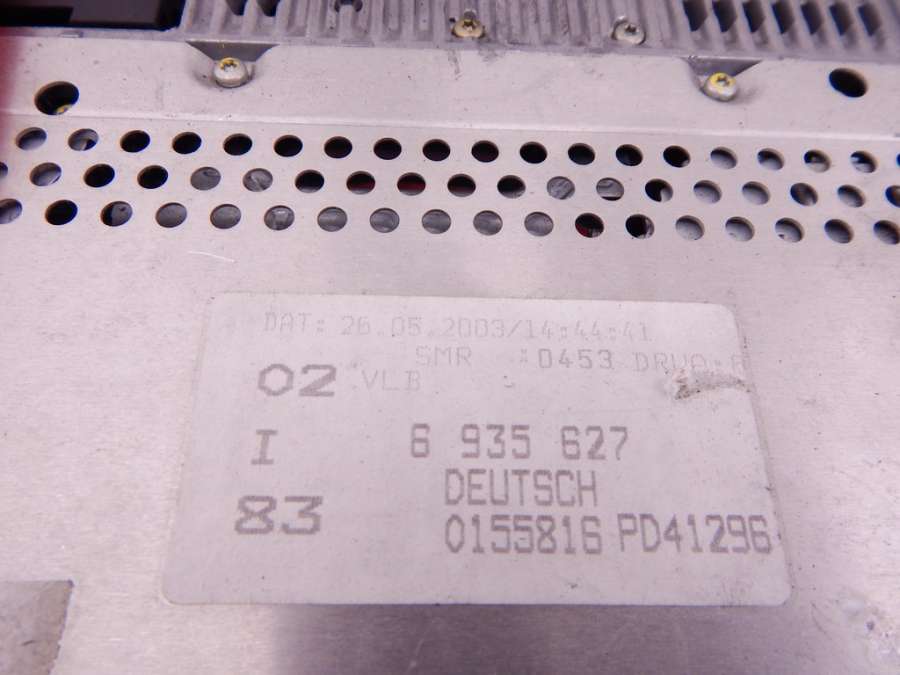 DAT: 26.05.2003/14:44:41
SMR :0453
02 VLB
I 6 935 627
DEUTSCH
83 0155816 PD41296